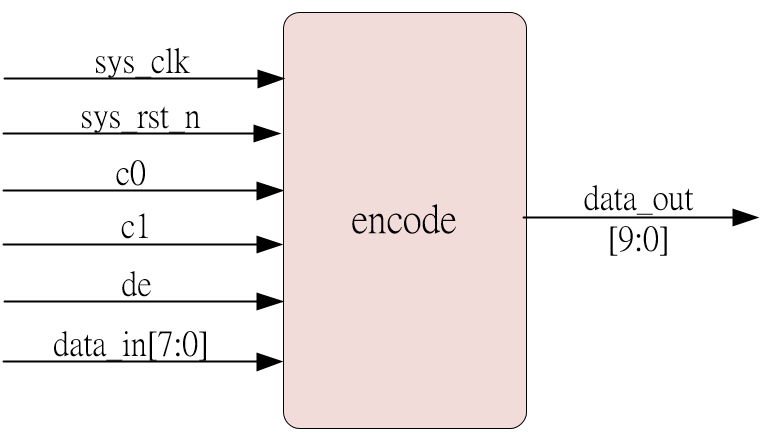 sys_clk
sys_rst_n
c0
c1
de
data_in[7:0]
encode
data_out
[9:0]